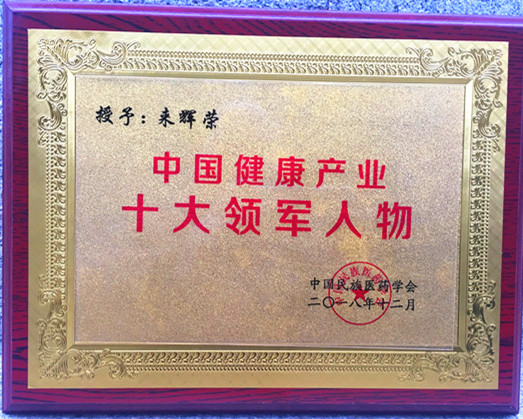 授予：来辉荣
中国健康产业
十大领军人物
中国民族医药学会
二〇一八年十二月